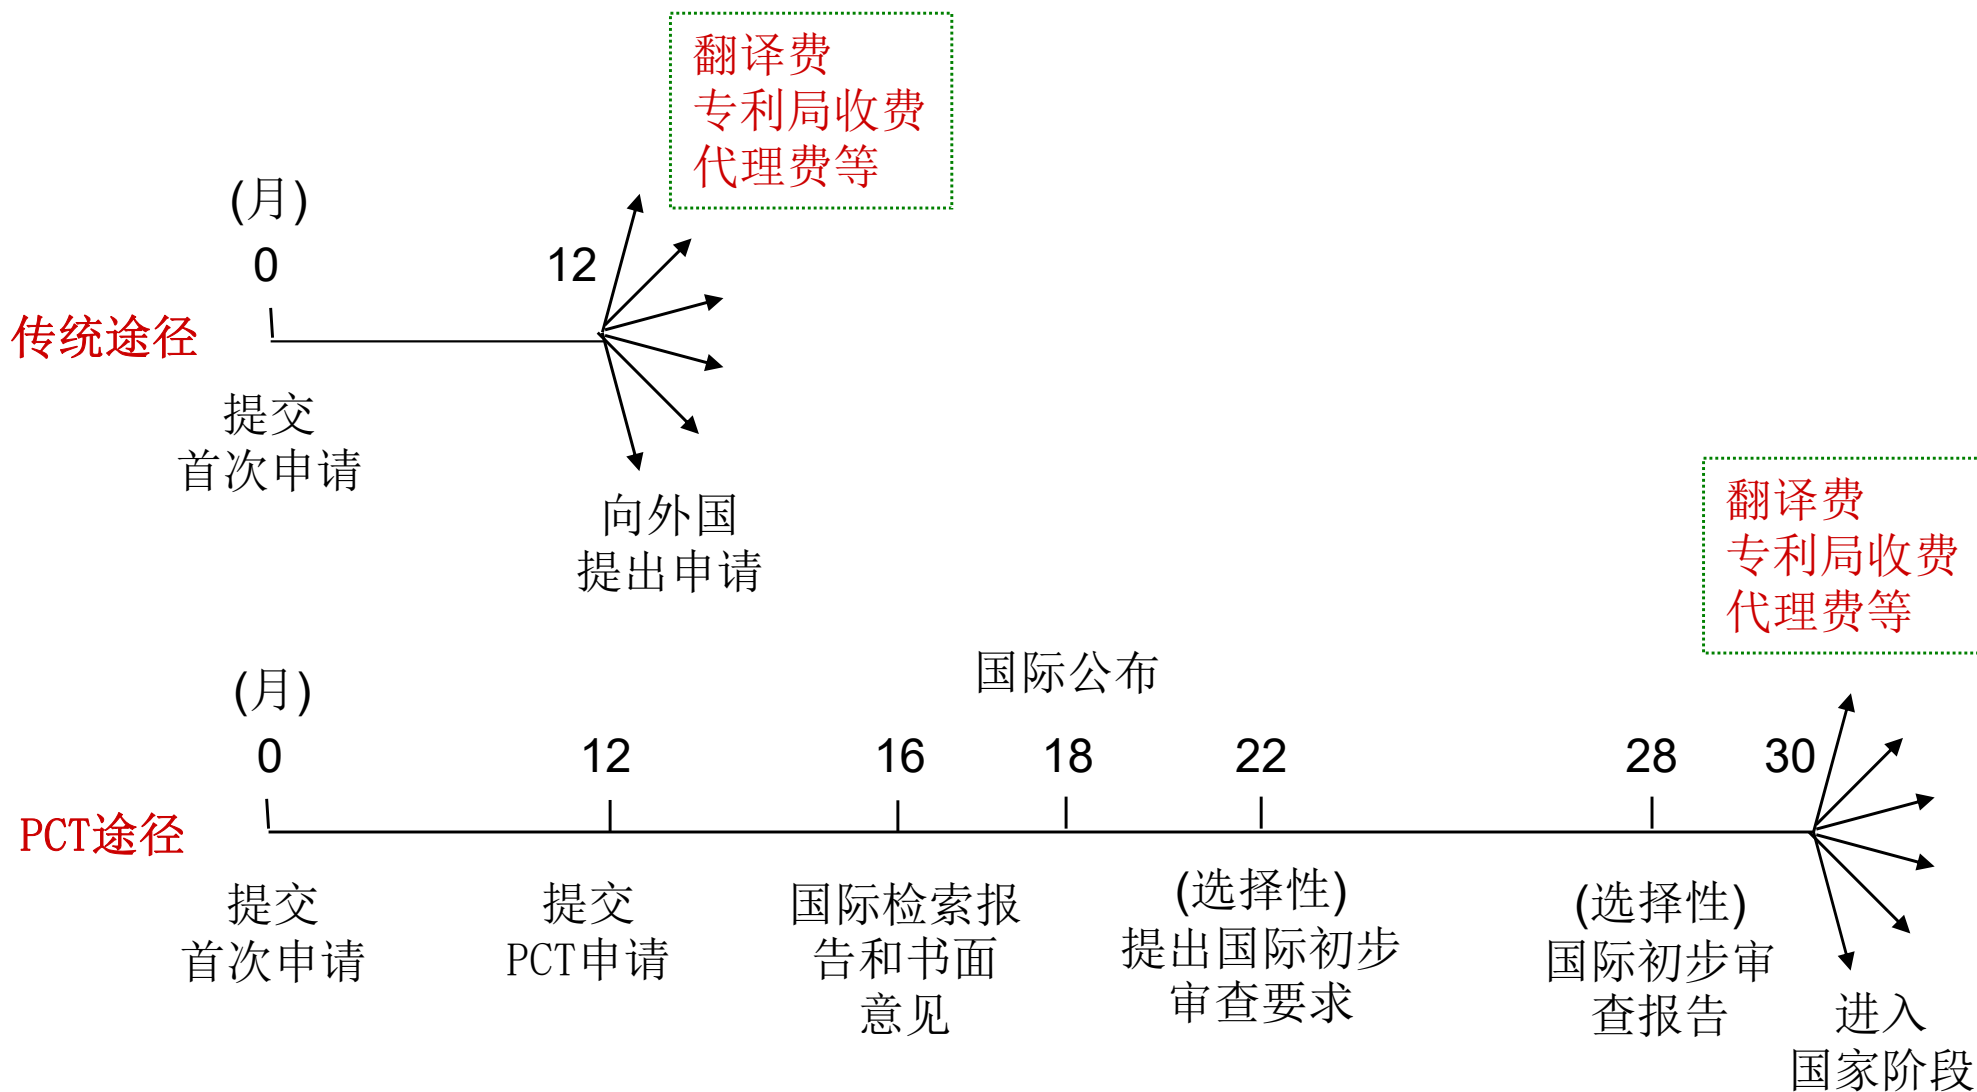 翻译费
专利局收费
代理费等
(月)
0
12
传统途径
提交
首次申请
向外国
提出申请
翻译费
专利局收费
代理费等
国际公布
(月)
0
12
16
18
22
28
30
PCT途径
提交
首次申请
提交
PCT申请
国际检索报
告和书面
意见
(选择性)
提出国际初步
审查要求
(选择性)
国际初步审
查报告
进入
国家阶段